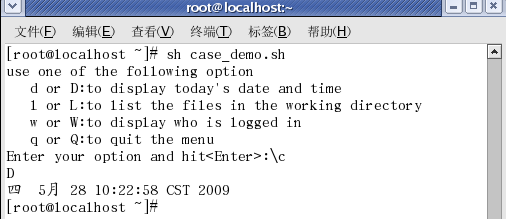 root@localhost:~
文件(F) 编辑(E) 查看(V) 终端(T) 标签(B) 帮助(H)
[root@localhost ~]# sh case_demo.sh
use one of the following option
d or D:to display today's date and time
l or L:to list the files in the working directory
w or W:to display who is logged in
q or Q:to quit the menu
Enter your option and hit<Enter>:\c
D
四 5月 28 10:22:58 CST 2009
[root@localhost ~]#